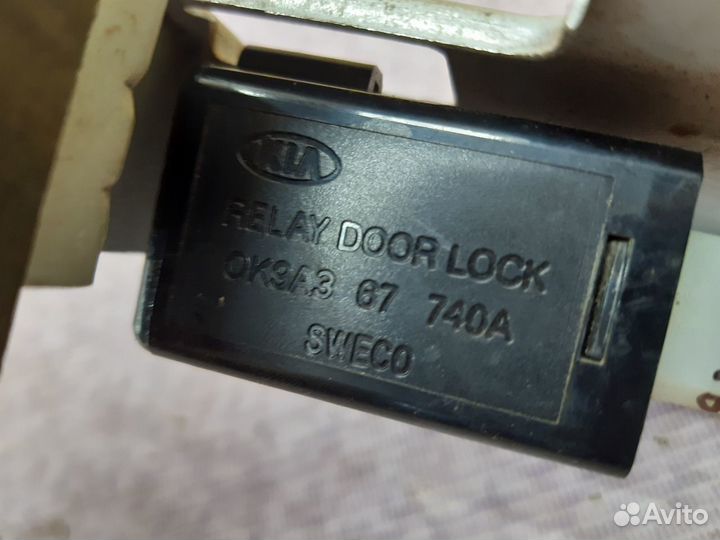 KIA
RELAY DOOR LOCK
0K9A3 67 740A
SWECO
Avito